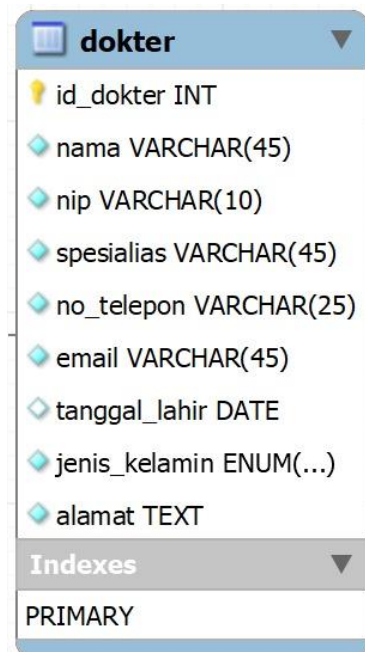 dokter
id_dokter INT
nama VARCHAR(45)
nip VARCHAR(10)
spesialias VARCHAR(45)
no_telepon VARCHAR(25)
email VARCHAR(45)
tanggal_lahir DATE
jenis_kelamin ENUM(...)
alamat TEXT
Indexes
PRIMARY